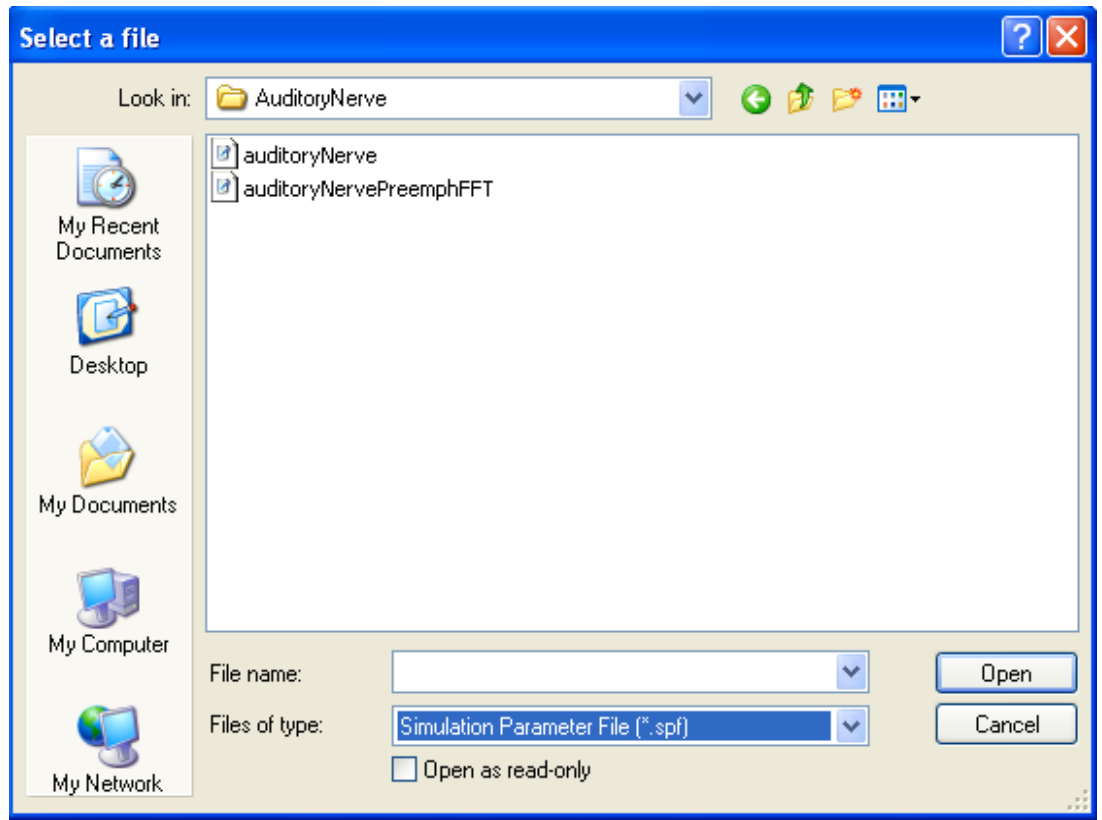 Select a file
Look in: AuditoryNerve
auditoryNerve
auditoryNervePreemphFFT
My Recent
Documents
Desktop
My Documents
My Computer
My Network
File name:
Open
Files of type: Simulation Parameter File (*.spf)
Cancel
Open as read-only